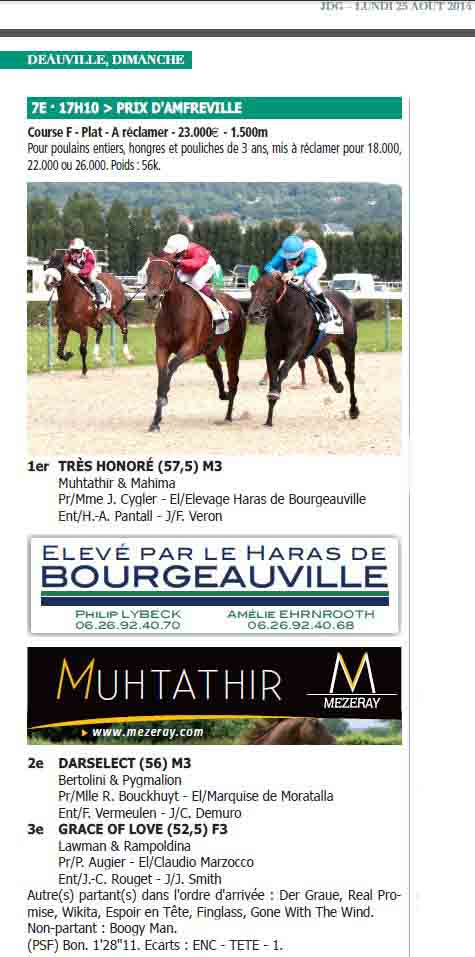 JDG – LUNDI 25 AOÛT 2014
DEAUVILLE, DIMANCHE
7E · 17H10 > PRIX D'AMFREVILLE
Course F - Plat - A réclamer - 23.000€ - 1.500m
Pour poulains entiers, hongres et pouliches de 3 ans, mis à réclamer pour 18.000,
22.000 ou 26.000. Poids : 56k.
1er TRÈS HONORÉ (57,5) M3
Muhtathir & Mahima
Pr/Mme J. Cygler - El/Elevage Haras de Bourgeauville
Ent/H.-A. Pantall - J/F. Veron
ELEVÉ PAR LE HARAS DE
BOURGEAUVILLE
PHILIP LYBECK AMÉLIE EHRNROOTH
06.26.92.40.70 06.26.92.40.68
MUHTATHIR
M
MEZERAY
www.mezeray.com
2e DARSELECT (56) M3
Bertolini & Pygmalion
Pr/Mlle R. Bouckhuyt - El/Marquise de Moratalla
Ent/F. Vermeulen - J/C. Demuro
3e GRACE OF LOVE (52,5) F3
Lawman & Rampoldina
Pr/P. Augier - El/Claudio Marzocco
Ent/J.-C. Rouget - J/J. Smith
Autre(s) partant(s) dans l'ordre d'arrivée : Der Graue, Real Pro-
mise, Wikita, Espoir en Tête, Finglass, Gone With The Wind.
Non-partant : Boogy Man.
(PSF) Bon. 1'28"11. Ecarts : ENC - TETE - 1.